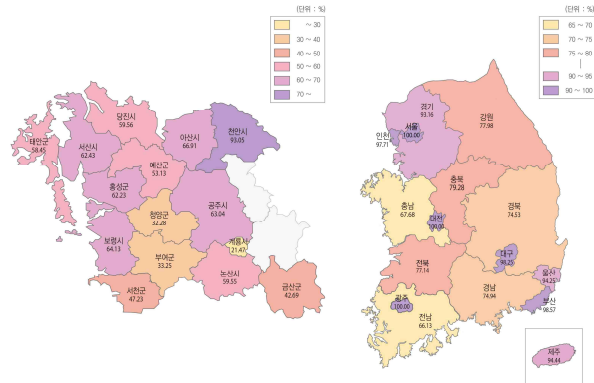 (단위 : %)
~ 30
30 ~ 40
40 ~ 50
50 ~ 60
60 ~ 70
70 ~
당진시
59.56
태안군
58.45
서산시
62.43
아산시
66.91
천안시
93.05
예산군
53.13
홍성군
62.23
청양군
32.28
공주시
63.04
보령시
64.13
부여군
33.25
계룡시
21.47
논산시
59.55
서천군
47.23
금산군
42.69
(단위 : %)
65 ~ 70
70 ~ 75
75 ~ 80
90 ~ 95
90 ~ 100
경기
93.16
서울
100.00
인천
97.71
강원
77.98
충북
79.28
충남
67.68
대전
100.00
경북
74.53
대구
98.25
전북
77.14
울산
94.25
경남
74.94
부산
98.57
광주
100.00
전남
66.13
제주
94.44